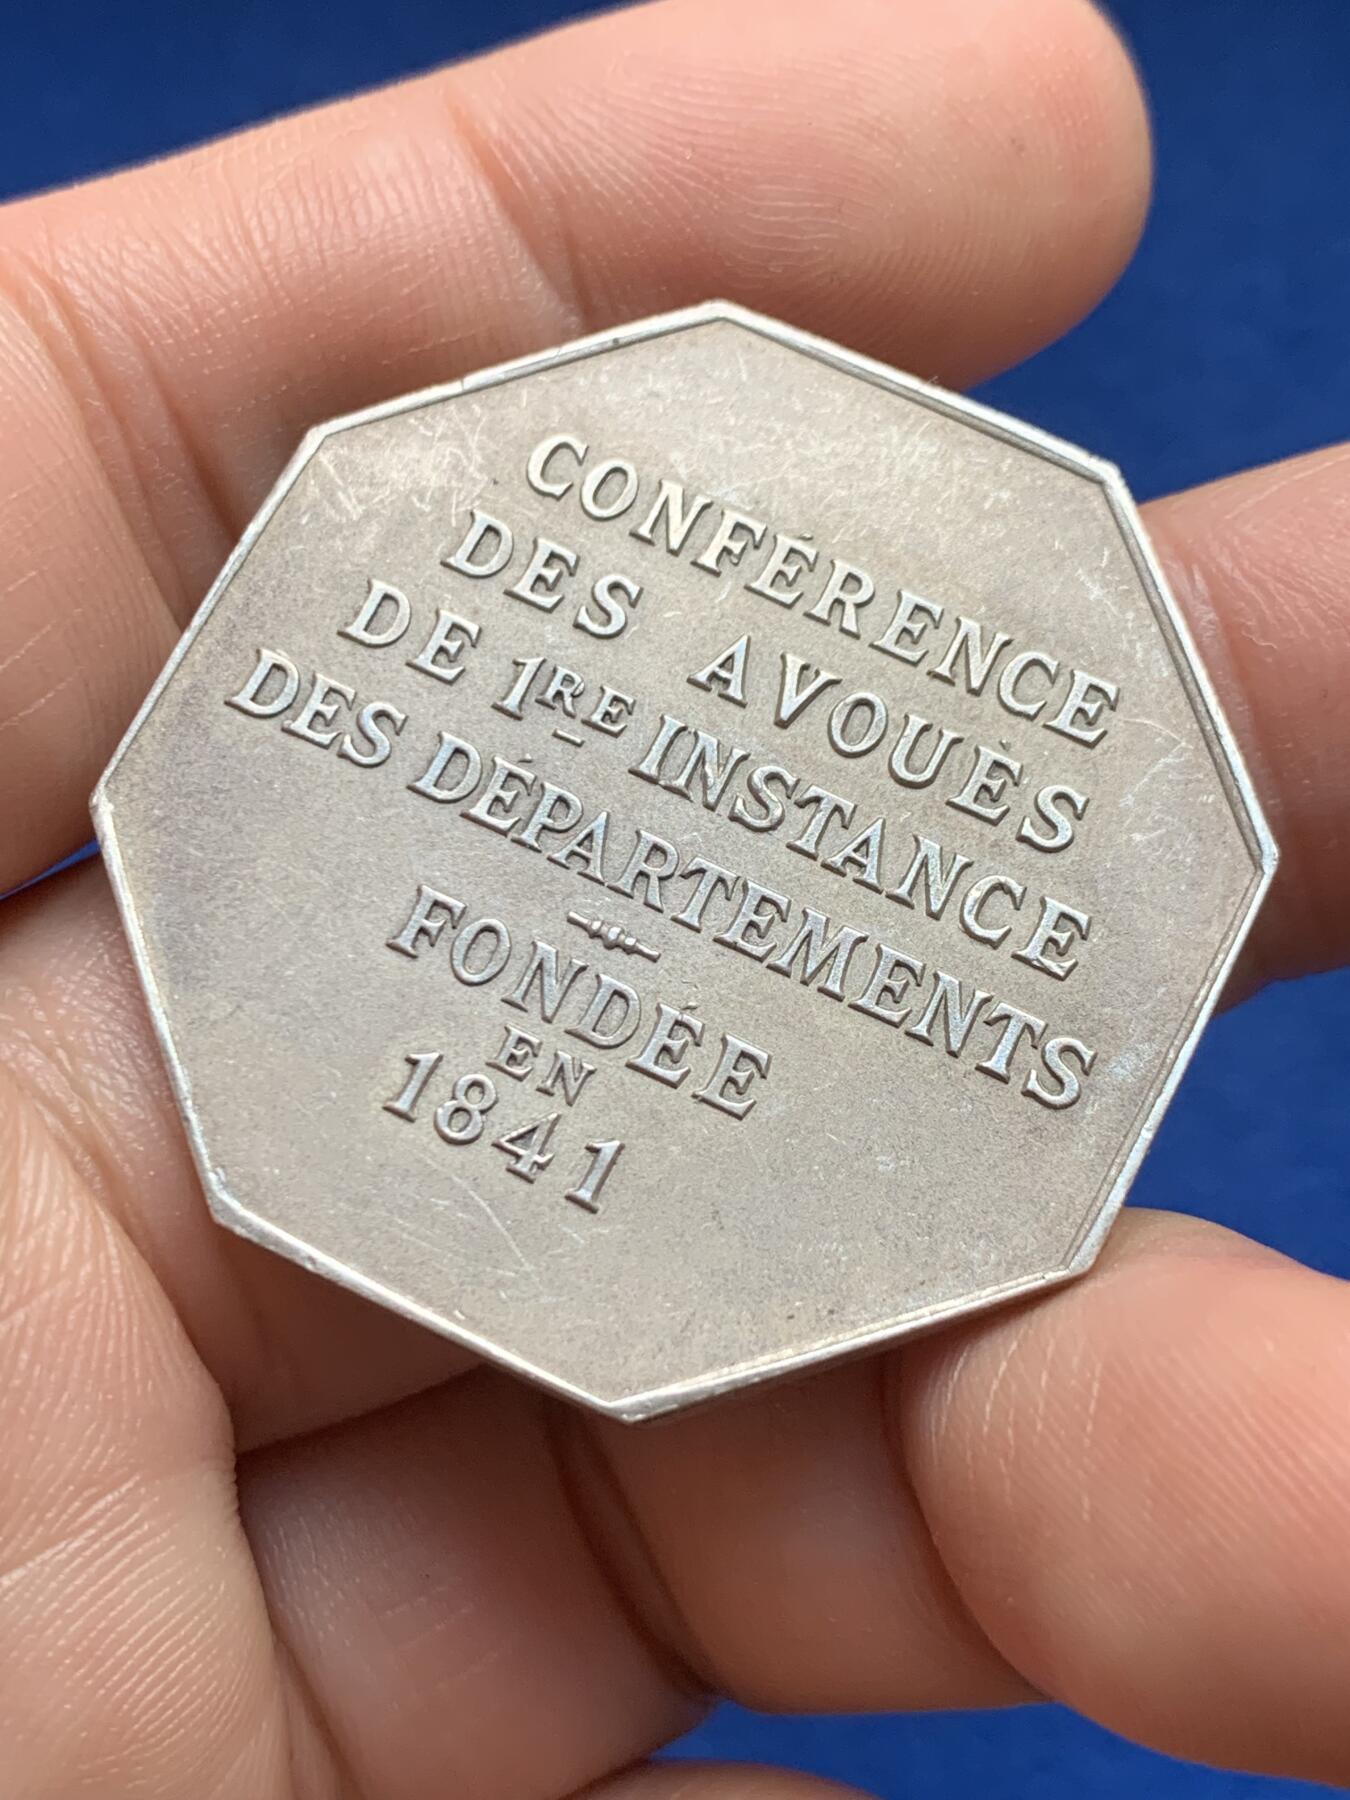 CONFÉRENCE
DES AVOUÉS
DE 1RE INSTANCE
DES DÉPARTEMENTS
FONDÉE
EN
1841